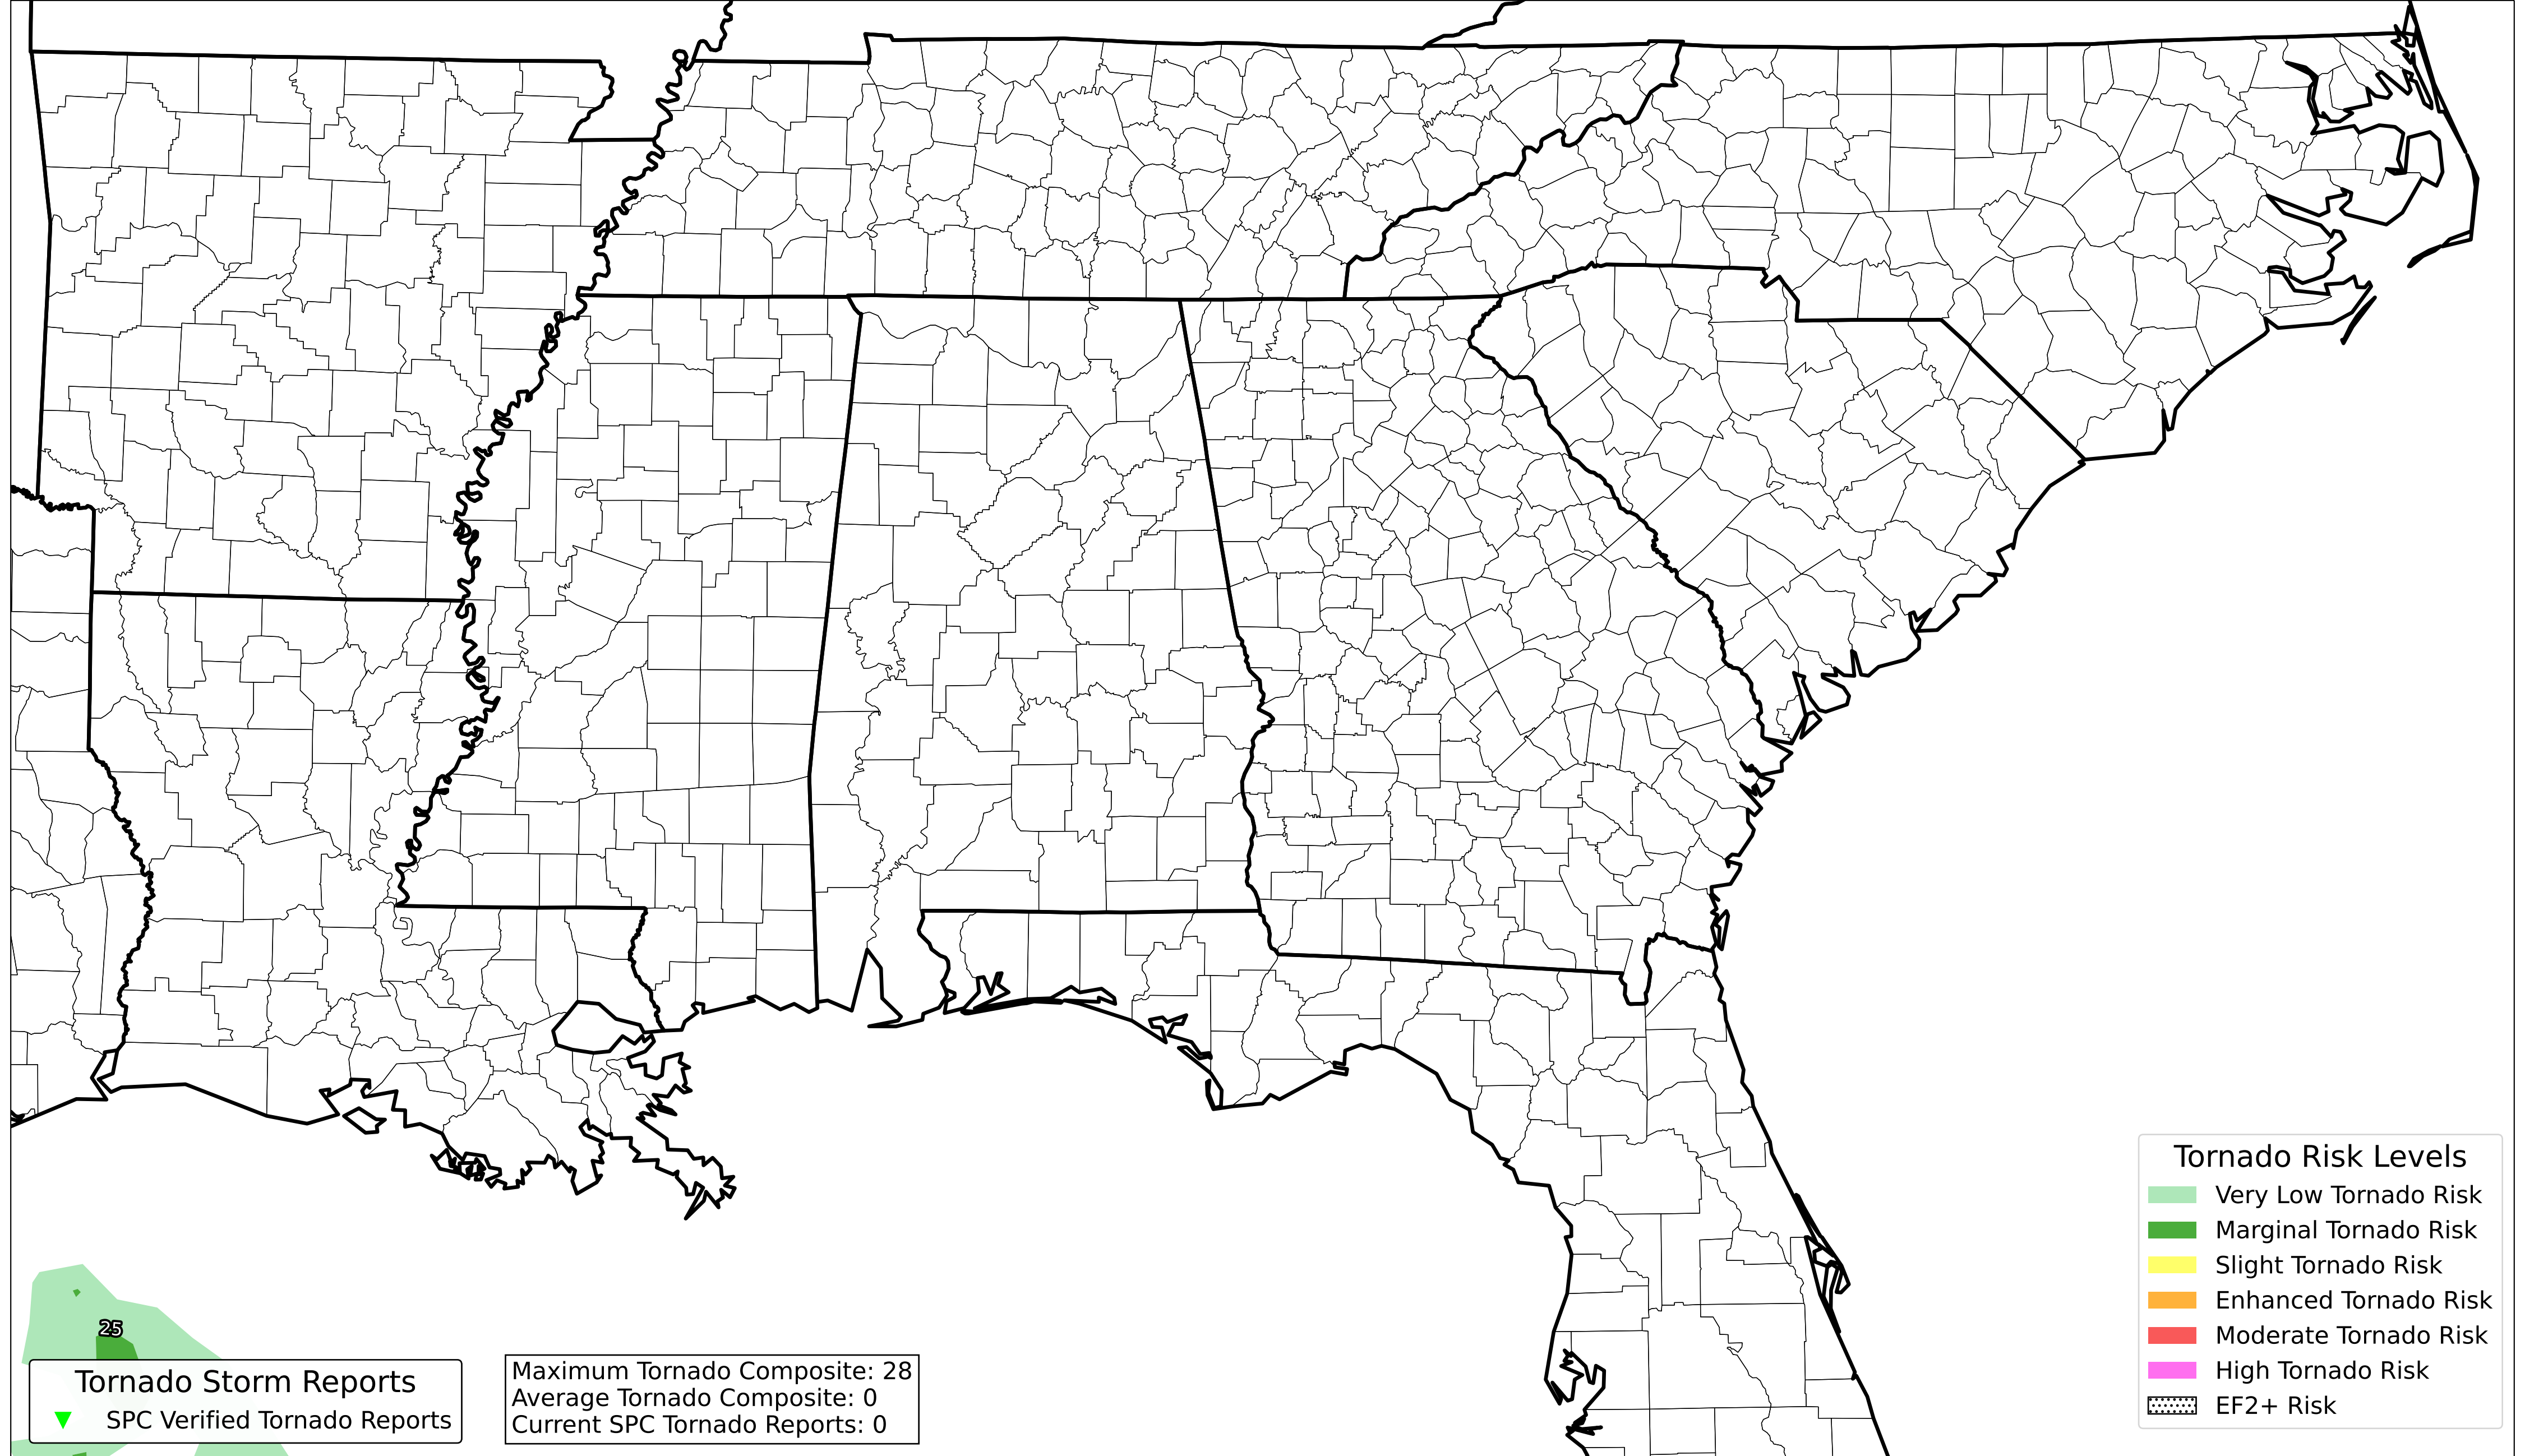 25
Tornado Storm Reports
SPC Verified Tornado Reports
Maximum Tornado Composite: 28
Average Tornado Composite: 0
Current SPC Tornado Reports: 0
Tornado Risk Levels
Very Low Tornado Risk
Marginal Tornado Risk
Slight Tornado Risk
Enhanced Tornado Risk
Moderate Tornado Risk
High Tornado Risk
EF2+ Risk